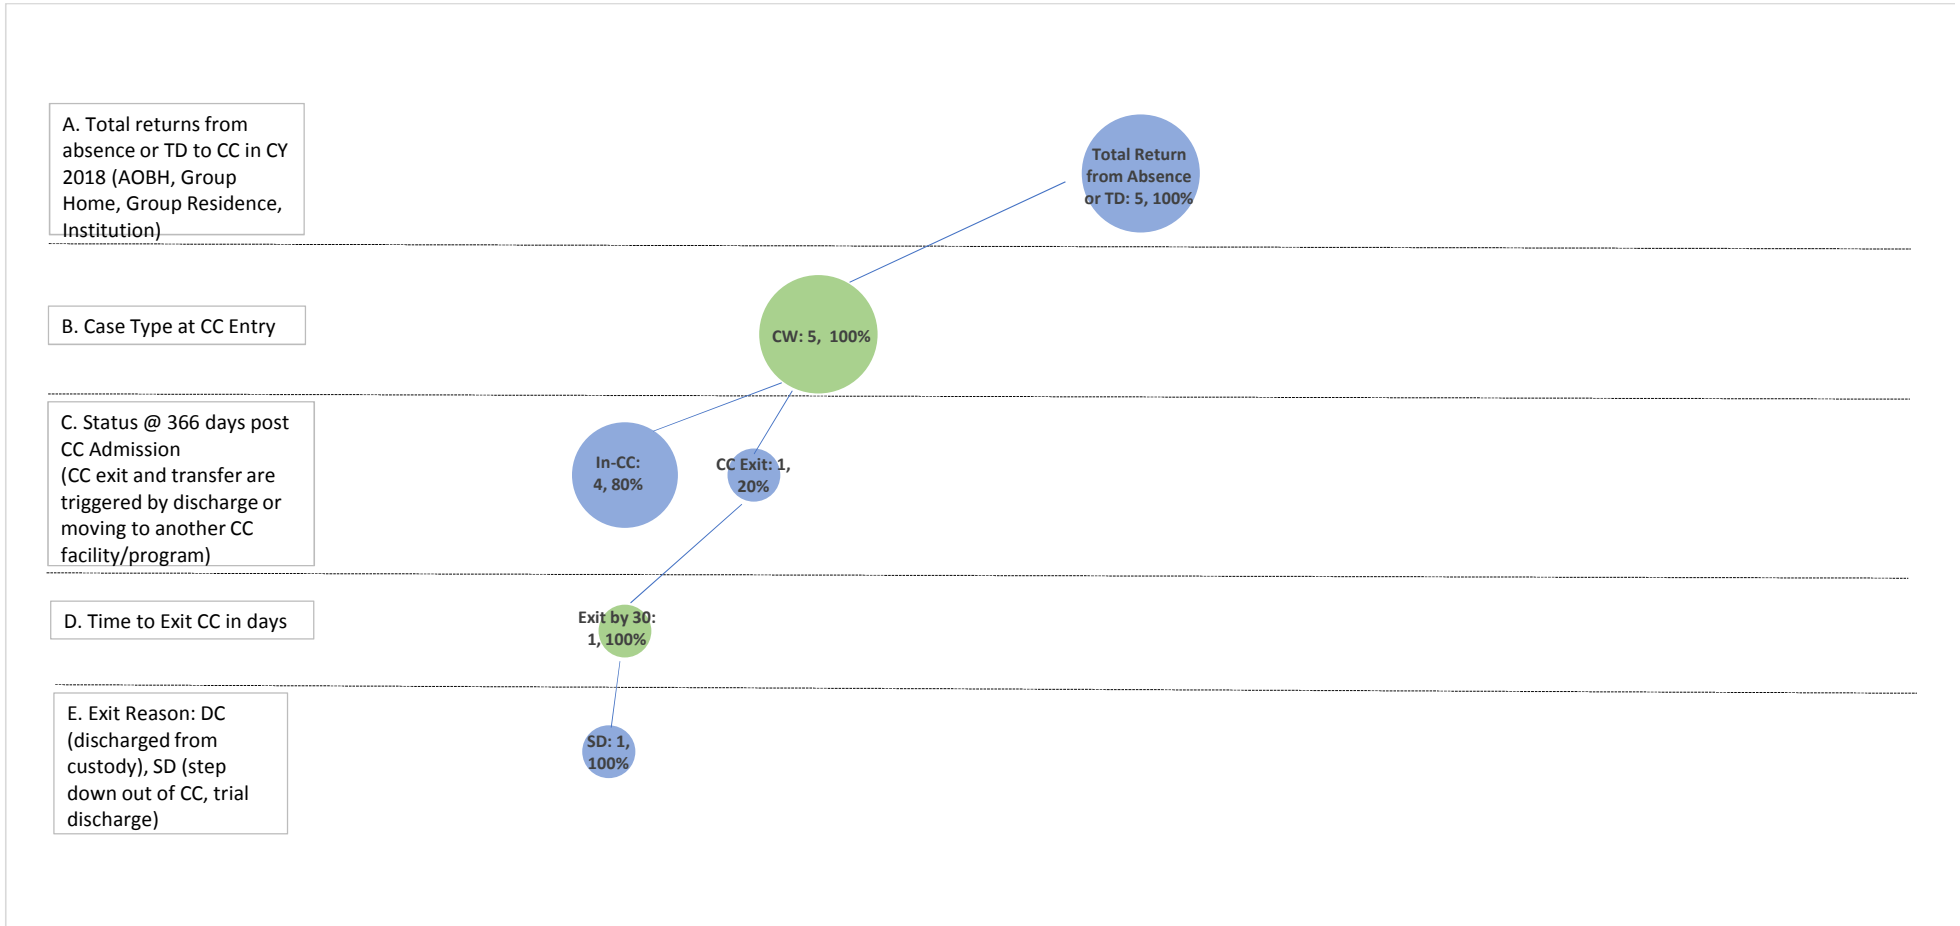 A. Total returns from
absence or TD to CC in CY
2018 (AOBH, Group
Home, Group Residence,
Institution)
Total Return
from Absence
or TD: 5, 100%
B. Case Type at CC Entry
CW: 5, 100%
C. Status @ 366 days post
CC Admission
(CC exit and transfer are
triggered by discharge or
moving to another CC
facility/program)
In-CC:
4, 80%
CC Exit: 1,
20%
D. Time to Exit CC in days
Exit by 30:
1, 100%
E. Exit Reason: DC
(discharged from
custody), SD (step
down out of CC, trial
discharge)
SD: 1,
100%